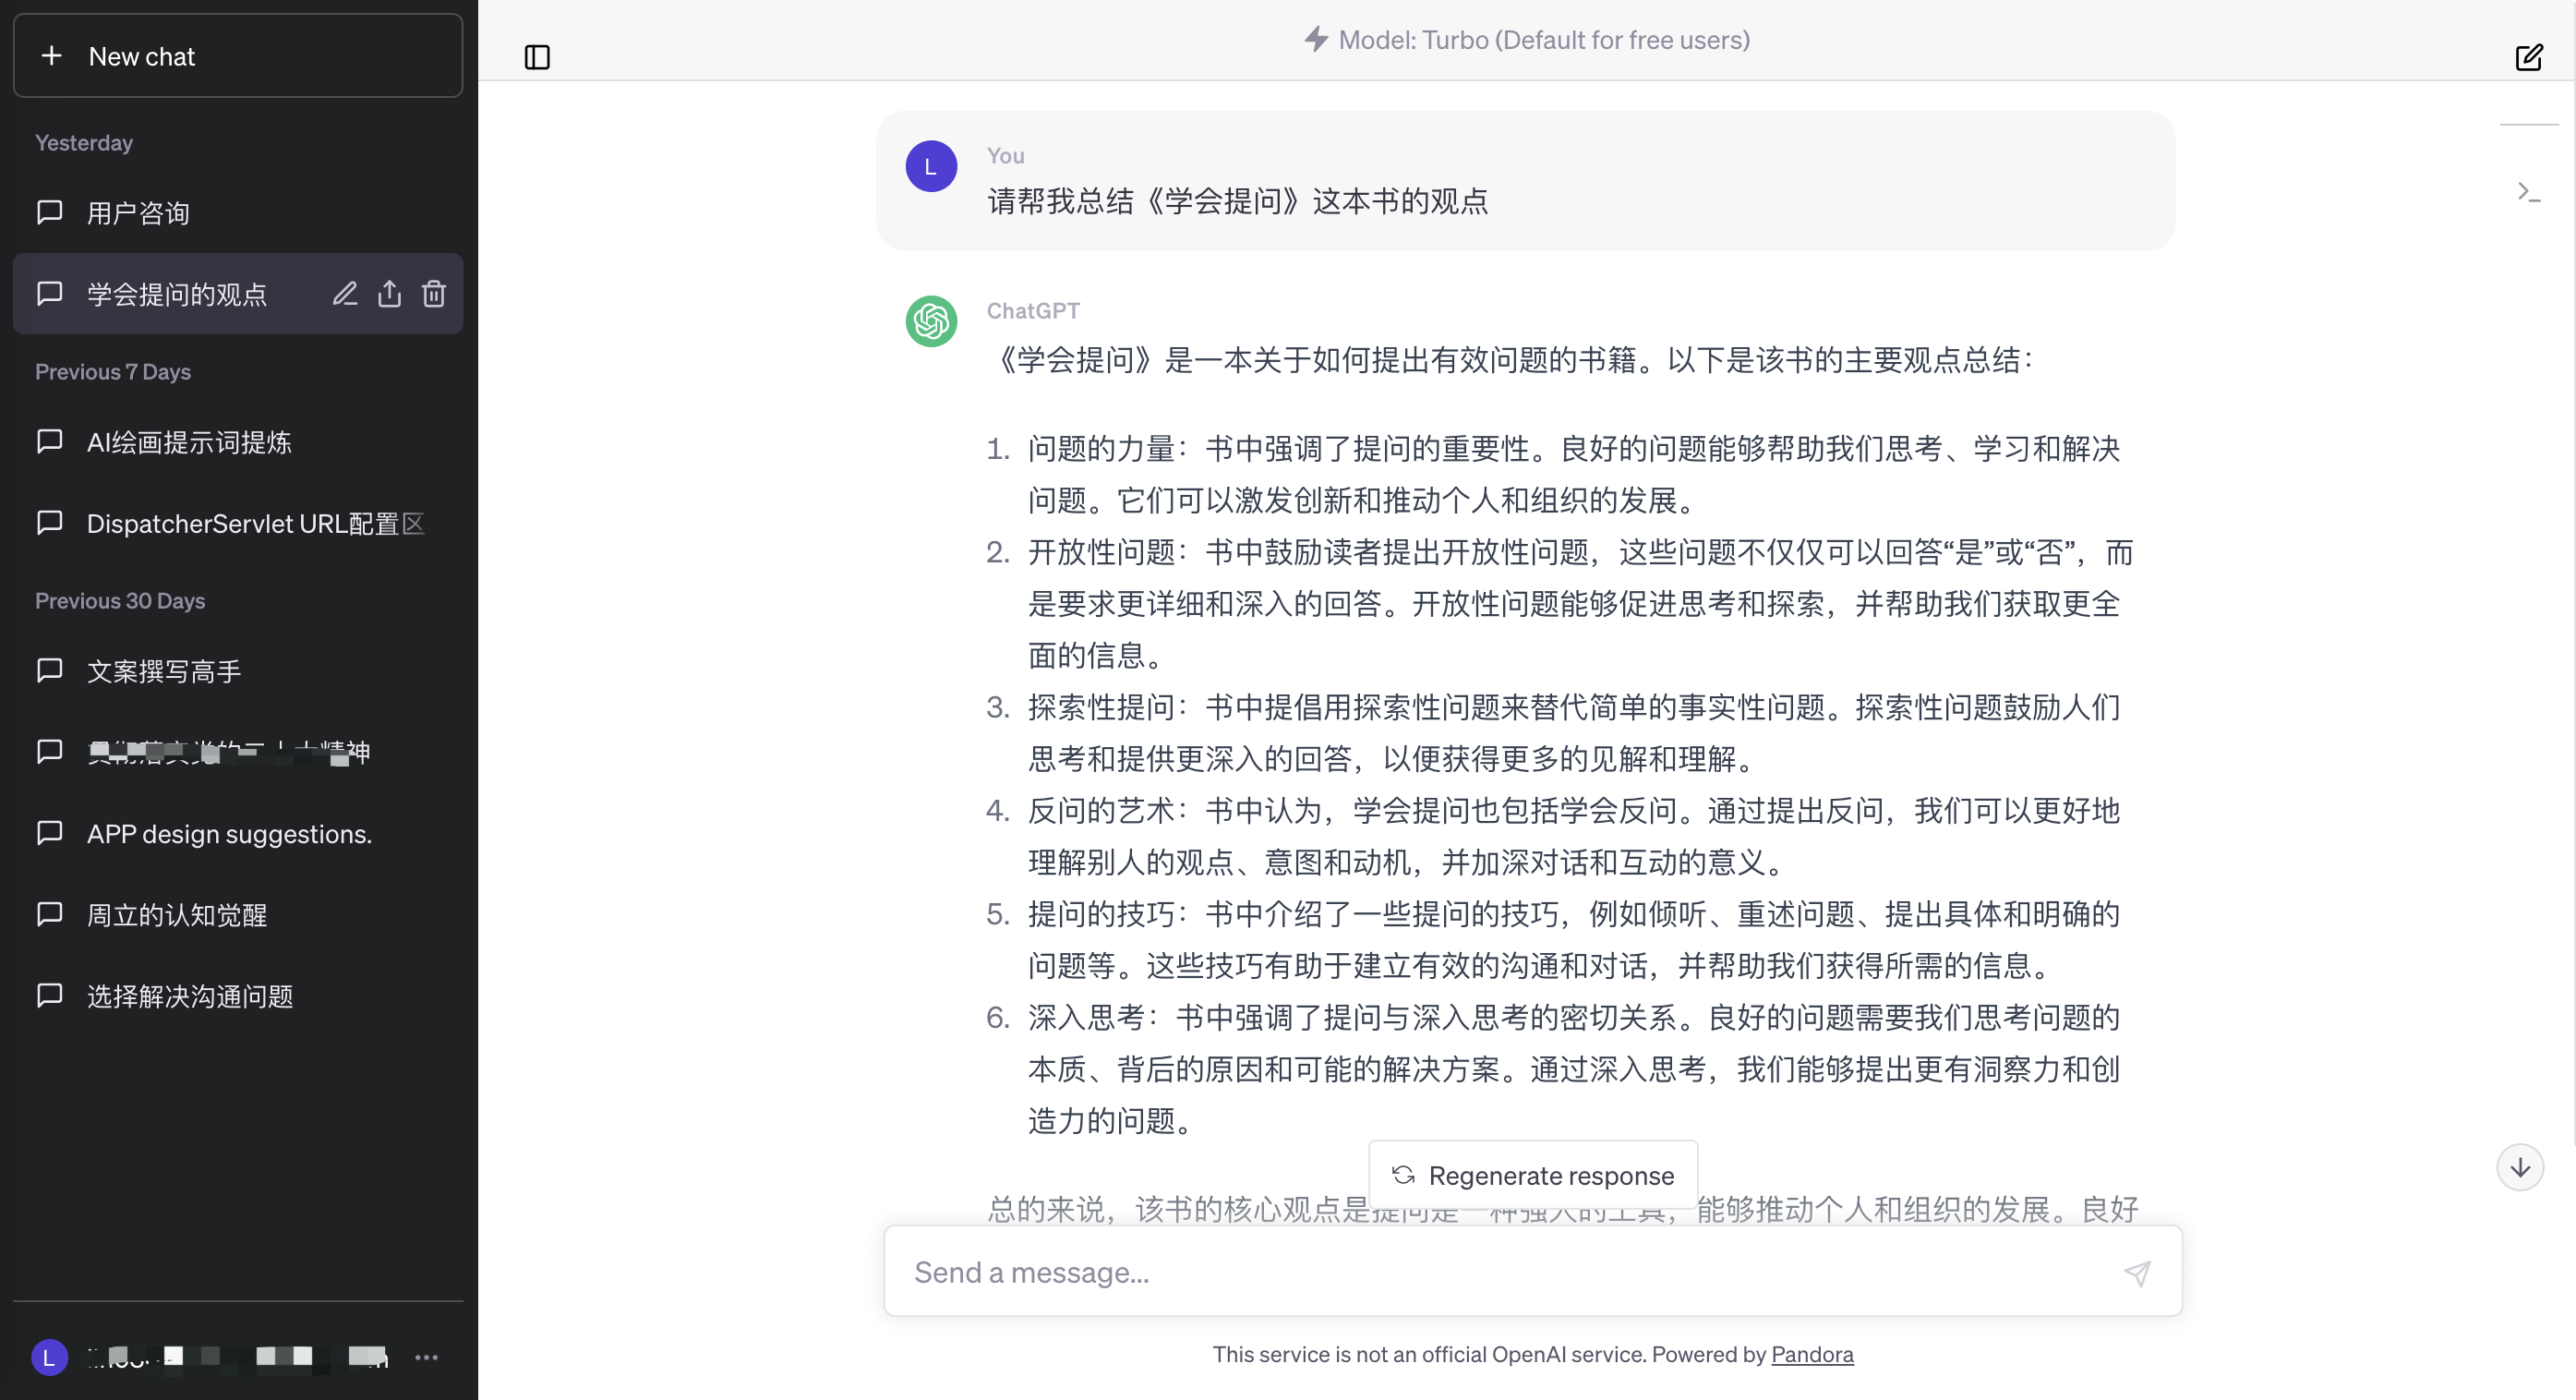 New chat
Yesterday
用户咨询
学会提问的观点
Previous 7 Days
AI绘画提示词提炼
DispatcherServlet URL配置区
Previous 30 Days
文案撰写高手
精神
APP design suggestions.
周立的认知觉醒
选择解决沟通问题
L
Model: Turbo (Default for free users)
L
You
请帮我总结《学会提问》这本书的观点
ChatGPT
《学会提问》是一本关于如何提出有效问题的书籍。以下是该书的主要观点总结：
1. 问题的力量：书中强调了提问的重要性。良好的问题能够帮助我们思考、学习和解决
问题。它们可以激发创新和推动个人和组织的发展。
2. 开放性问题：书中鼓励读者提出开放性问题，这些问题不仅仅可以回答“是”或“否”，而
是要求更详细和深入的回答。开放性问题能够促进思考和探索，并帮助我们获取更全
面的信息。
3. 探索性提问：书中提倡用探索性问题来替代简单的事实性问题。探索性问题鼓励人们
思考和提供更深入的回答，以便获得更多的见解和理解。
4. 反问的艺术：书中认为，学会提问也包括学会反问。通过提出反问，我们可以更好地
理解别人的观点、意图和动机，并加深对话和互动的意义。
5. 提问的技巧：书中介绍了一些提问的技巧，例如倾听、重述问题、提出具体和明确的
问题等。这些技巧有助于建立有效的沟通和对话，并帮助我们获得所需的信息。
6. 深入思考：书中强调了提问与深入思考的密切关系。良好的问题需要我们思考问题的
本质、背后的原因和可能的解决方案。通过深入思考，我们能够提出更有洞察力和创
造力的问题。
Regenerate response
总的来说，该书的核心观点是提问是一种强大的工具，能够推动个人和组织的发展。良好
Send a message...
This service is not an official OpenAI service. Powered by Pandora